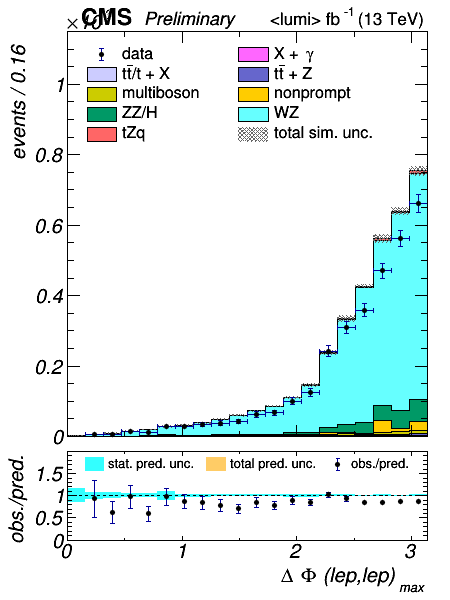 CMS Preliminary <lumi> fb⁻¹ (13 TeV)
events / 0.16
1
0.8
0.6
0.4
0.2
0
data
X + γ
tt̄/t + X
tt̄ + Z
multiboson
nonprompt
ZZ/H
WZ
tZq
total sim. unc.
obs./pred.
1.5
1
0.5
0
stat. pred. unc.
total pred. unc.
obs./pred.
0 1 2 3
Δ Φ (lep,lep) max